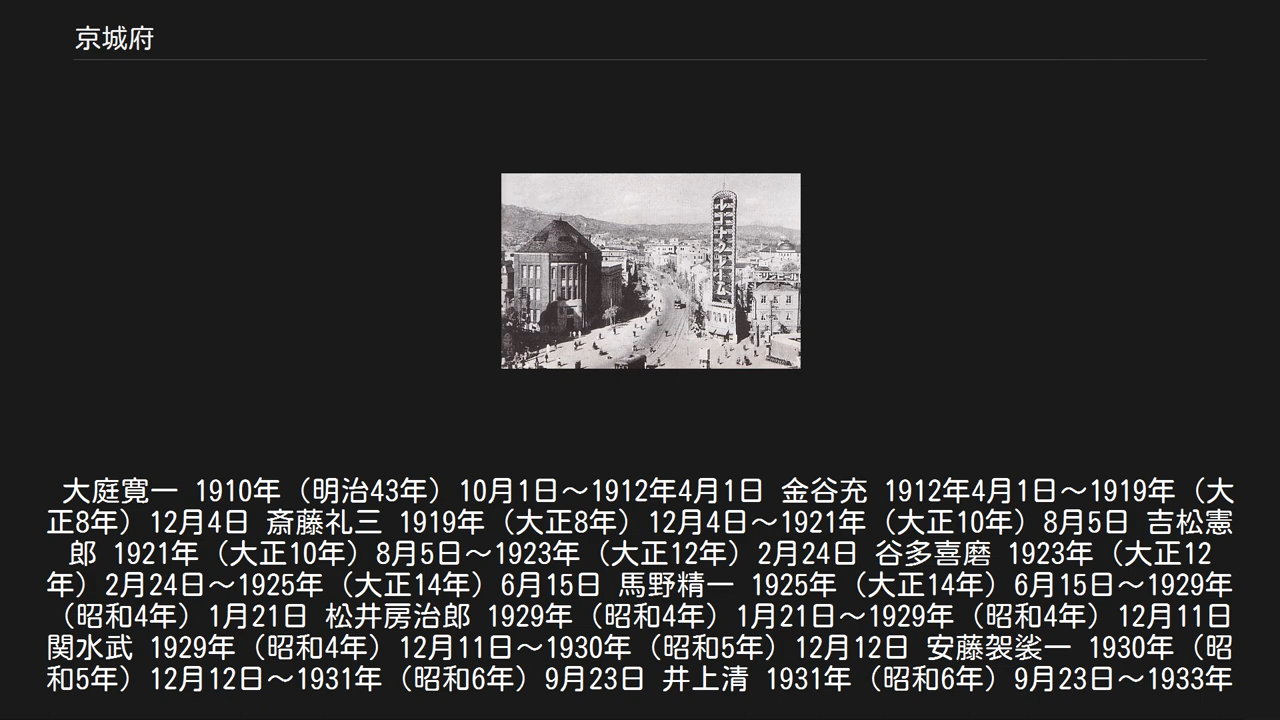 京城府
大庭寛一 1910年（明治43年）10月1日～1912年4月1日 金谷充 1912年4月1日～1919年（大
正8年）12月4日 斎藤礼三 1919年（大正8年）12月4日～1921年（大正10年）8月5日 吉松憲
郎 1921年（大正10年）8月5日～1923年（大正12年）2月24日 谷多喜磨 1923年（大正12
年）2月24日～1925年（大正14年）6月15日 馬野精一 1925年（大正14年）6月15日～1929年
（昭和4年）1月21日 松井房治郎 1929年（昭和4年）1月21日～1929年（昭和4年）12月11日
関水武 1929年（昭和4年）12月11日～1930年（昭和5年）12月12日 安藤袈裟一 1930年（昭
和5年）12月12日～1931年（昭和6年）9月23日 井上清 1931年（昭和6年）9月23日～1933年